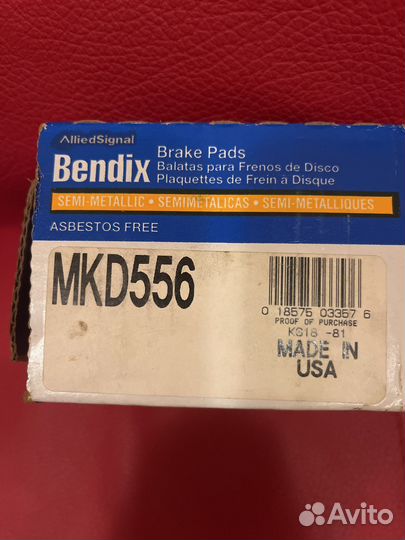 AlliedSignal
Bendix
Brake Pads
Balatas para Frenos de Disco
Plaquettes de Frein à Disque
SEMI-METALLIC • SEMIMETALICAS • SEMI-METALLIQUES
ASBESTOS FREE
MKD556
0 18575 03357 6
PROOF OF PURCHASE
KS18 -81
MADE IN
USA
Avito